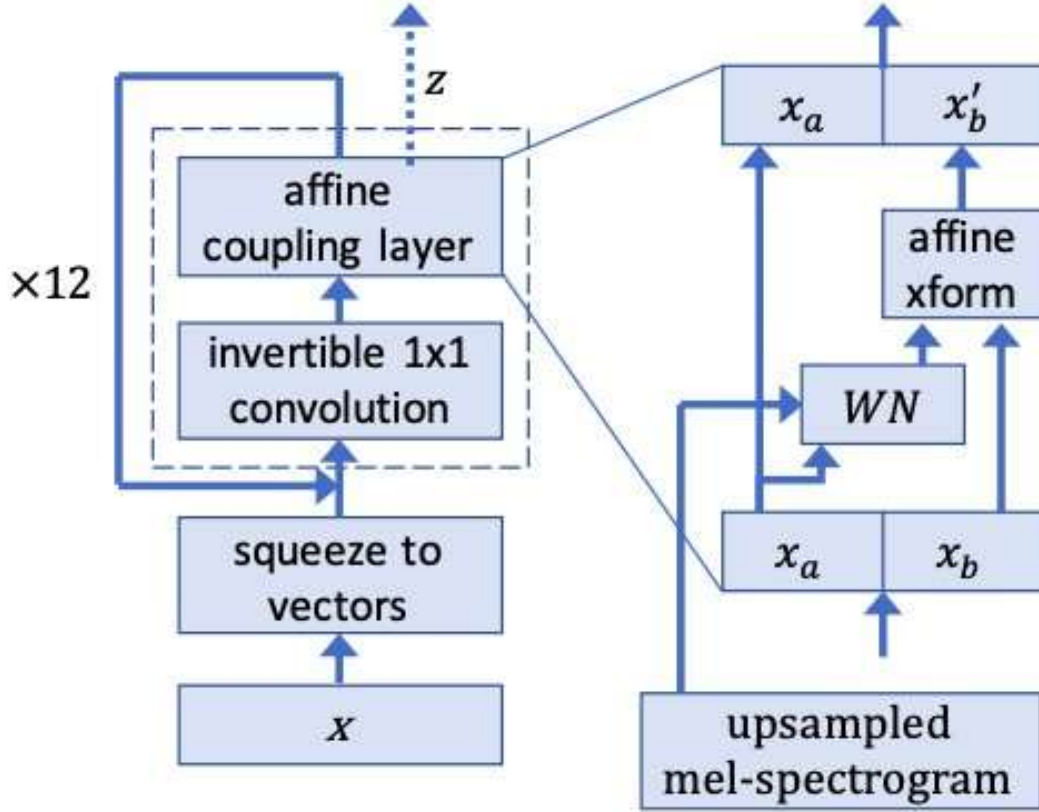 z
affine
coupling layer
×12
invertible 1x1
convolution
squeeze to
vectors
x
x_a
x'_b
affine
xform
WN
x_a
x_b
upsampled
mel-spectrogram